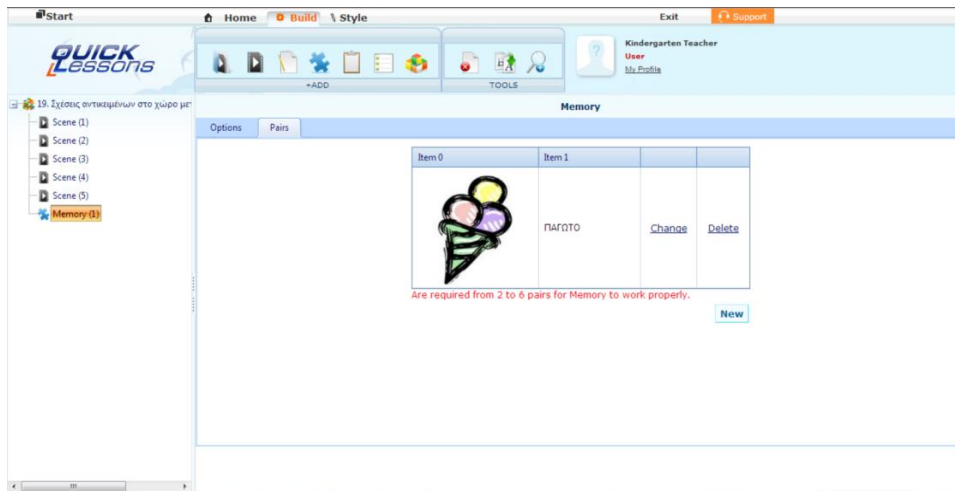 Start
Home Build Style Exit Support
QUICK
Lessons
+ADD
TOOLS
Kindergarten Teacher
User
My Profile
19. Σχέσεις αντικειμένων στο χώρο με
Scene (1)
Scene (2)
Scene (3)
Scene (4)
Scene (5)
Memory (1)
Memory
Options Pairs
Item 0 Item 1
ΠΑΓΩΤΟ Change Delete
Are required from 2 to 6 pairs for Memory to work properly.
New